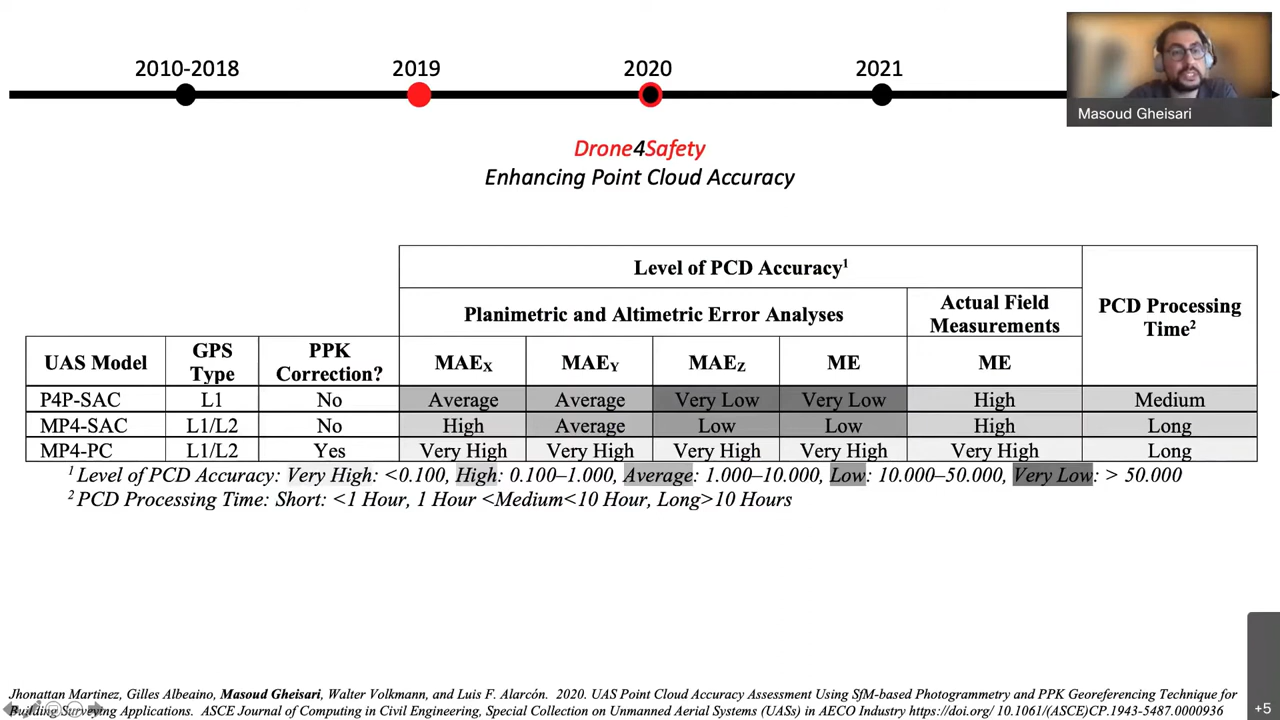 2010-2018 2019 2020 2021
Masoud Gheisari
Drone4Safety
Enhancing Point Cloud Accuracy
Level of PCD Accuracy1
PCD Processing Time2
Planimetric and Altimetric Error Analyses
Actual Field Measurements
UAS Model GPS Type PPK Correction? MAEX MAEY MAEZ ME ME
P4P-SAC L1 No Average Average Very Low Very Low High Medium
MP4-SAC L1/L2 No High Average Low Low High Long
MP4-PC L1/L2 Yes Very High Very High Very High Very High Very High Long
1 Level of PCD Accuracy: Very High: <0.100, High: 0.100–1.000, Average: 1.000–10.000, Low: 10.000–50.000, Very Low: > 50.000
2 PCD Processing Time: Short: <1 Hour, 1 Hour <Medium<10 Hour, Long>10 Hours
Jhonattan Martinez, Gilles Albeaino, Masoud Gheisari, Walter Volkmann, and Luis F. Alarcón. 2020. UAS Point Cloud Accuracy Assessment Using SfM-based Photogrammetry and PPK Georeferencing Technique for
Building Surveying Applications. ASCE Journal of Computing in Civil Engineering, Special Collection on Unmanned Aerial Systems (UASs) in AECO Industry https://doi.org/ 10.1061/(ASCE)CP.1943-5487.0000936
+5